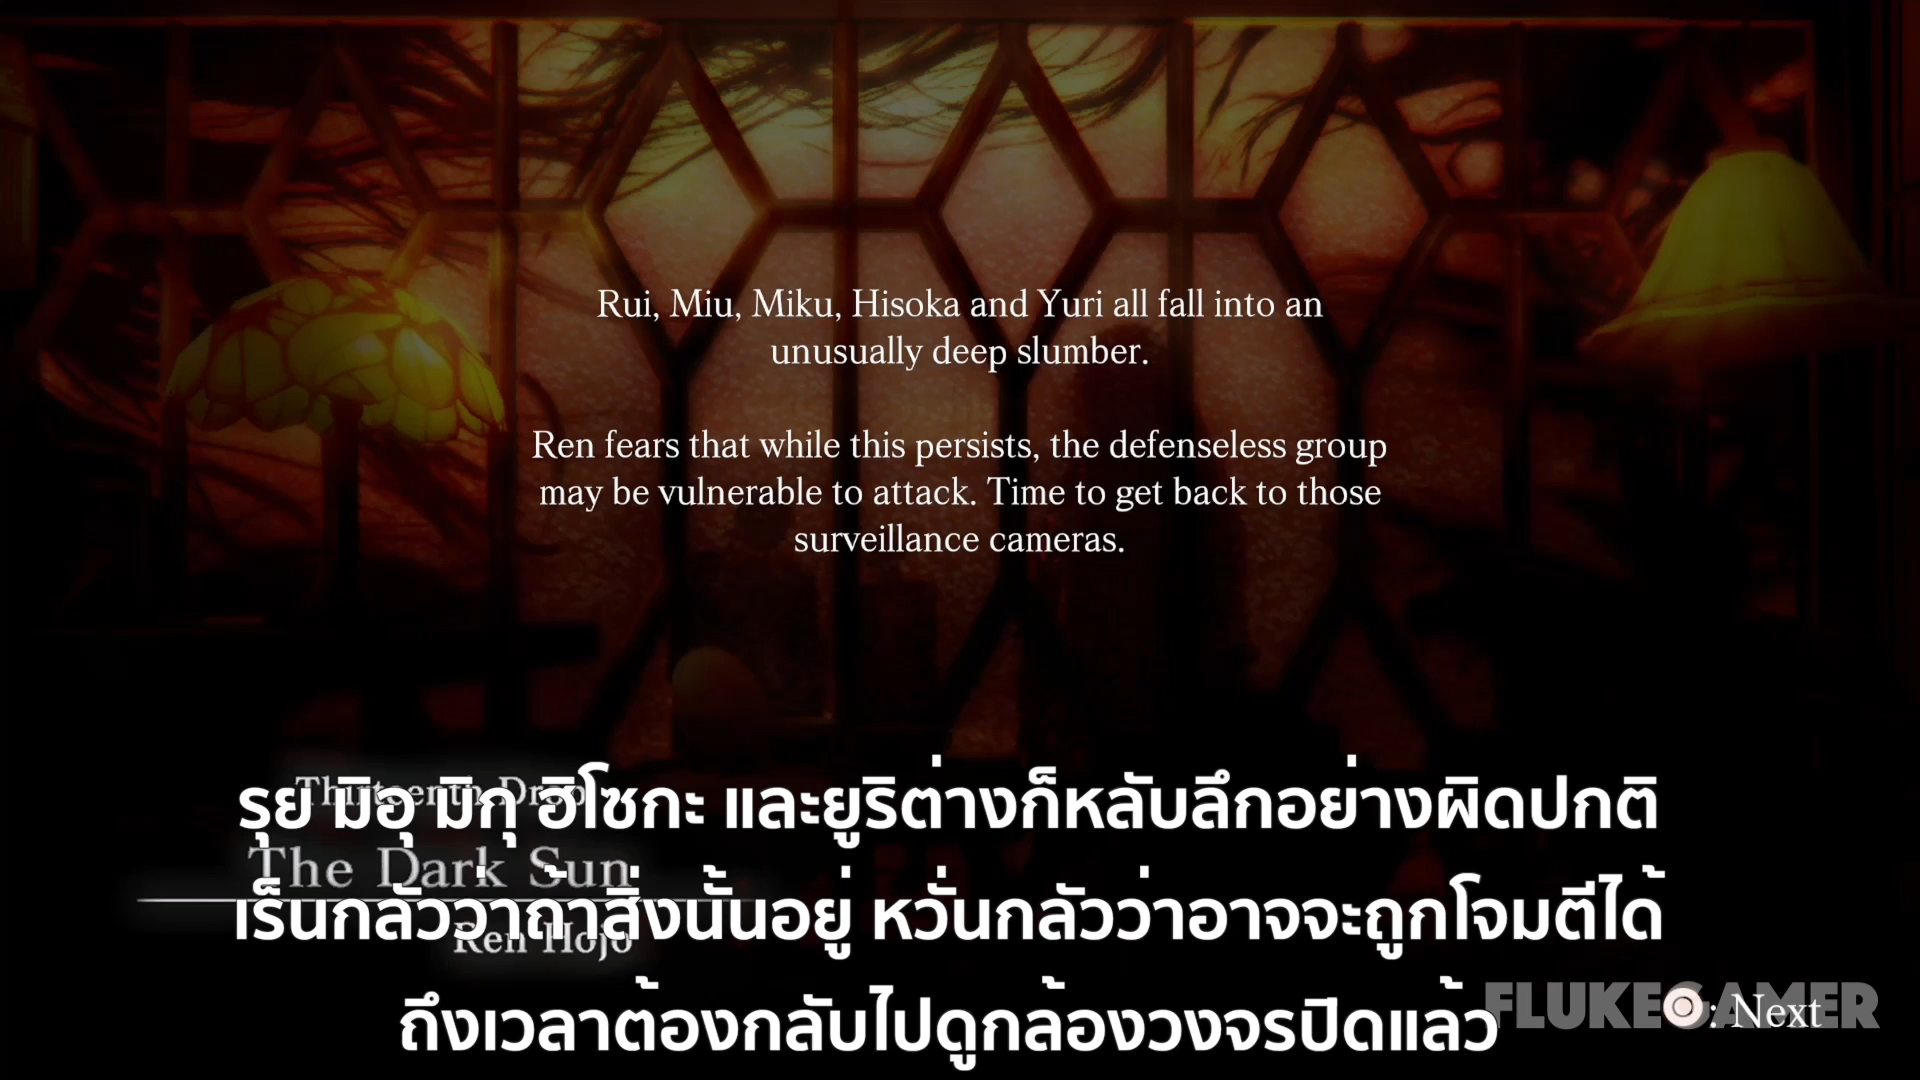 Rui, Miu, Miku, Hisoka and Yuri all fall into an
unusually deep slumber.
Ren fears that while this persists, the defenseless group
may be vulnerable to attack. Time to get back to those
surveillance cameras.
Thirteenth Drop
รุย มิอุ มิกุ ฮิโซกะ และยูริต่างก็หลับลึกอย่างผิดปกติ
The Dark Sun
เร็นกลัวว่าถ้าสิ่งนั้นอยู่ หวั่นกลัวว่าอาจจะถูกโจมตีได้
Ren Hojo
ถึงเวลาต้องกลับไปดูกล้องวงจรปิดแล้ว
FLUKEGAMER
: Next